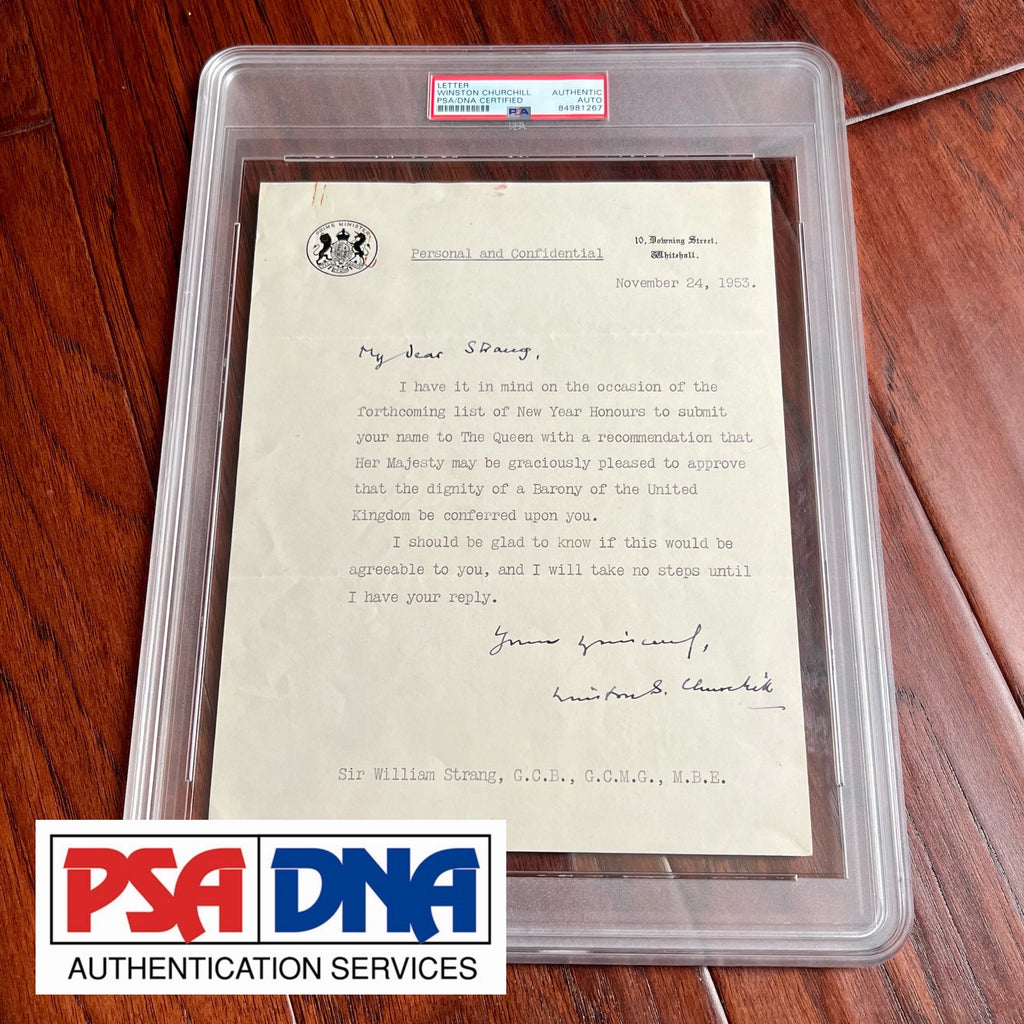 LETTER
WINSTON CHURCHILL AUTHENTIC
PSA/DNA CERTIFIED AUTO
PSA 84981267
PRIME MINISTER
Personal and Confidential
10, Downing Street,
Whitehall.
November 24, 1953.
My dear Strang,
I have it in mind on the occasion of the
forthcoming list of New Year Honours to submit
your name to The Queen with a recommendation that
Her Majesty may be graciously pleased to approve
that the dignity of a Barony of the United
Kingdom be conferred upon you.
I should be glad to know if this would be
agreeable to you, and I will take no steps until
I have your reply.
Yours sincerely,
Winston S. Churchill
Sir William Strang, G.C.B., G.C.M.G., M.B.E.
PSA DNA
AUTHENTICATION SERVICES